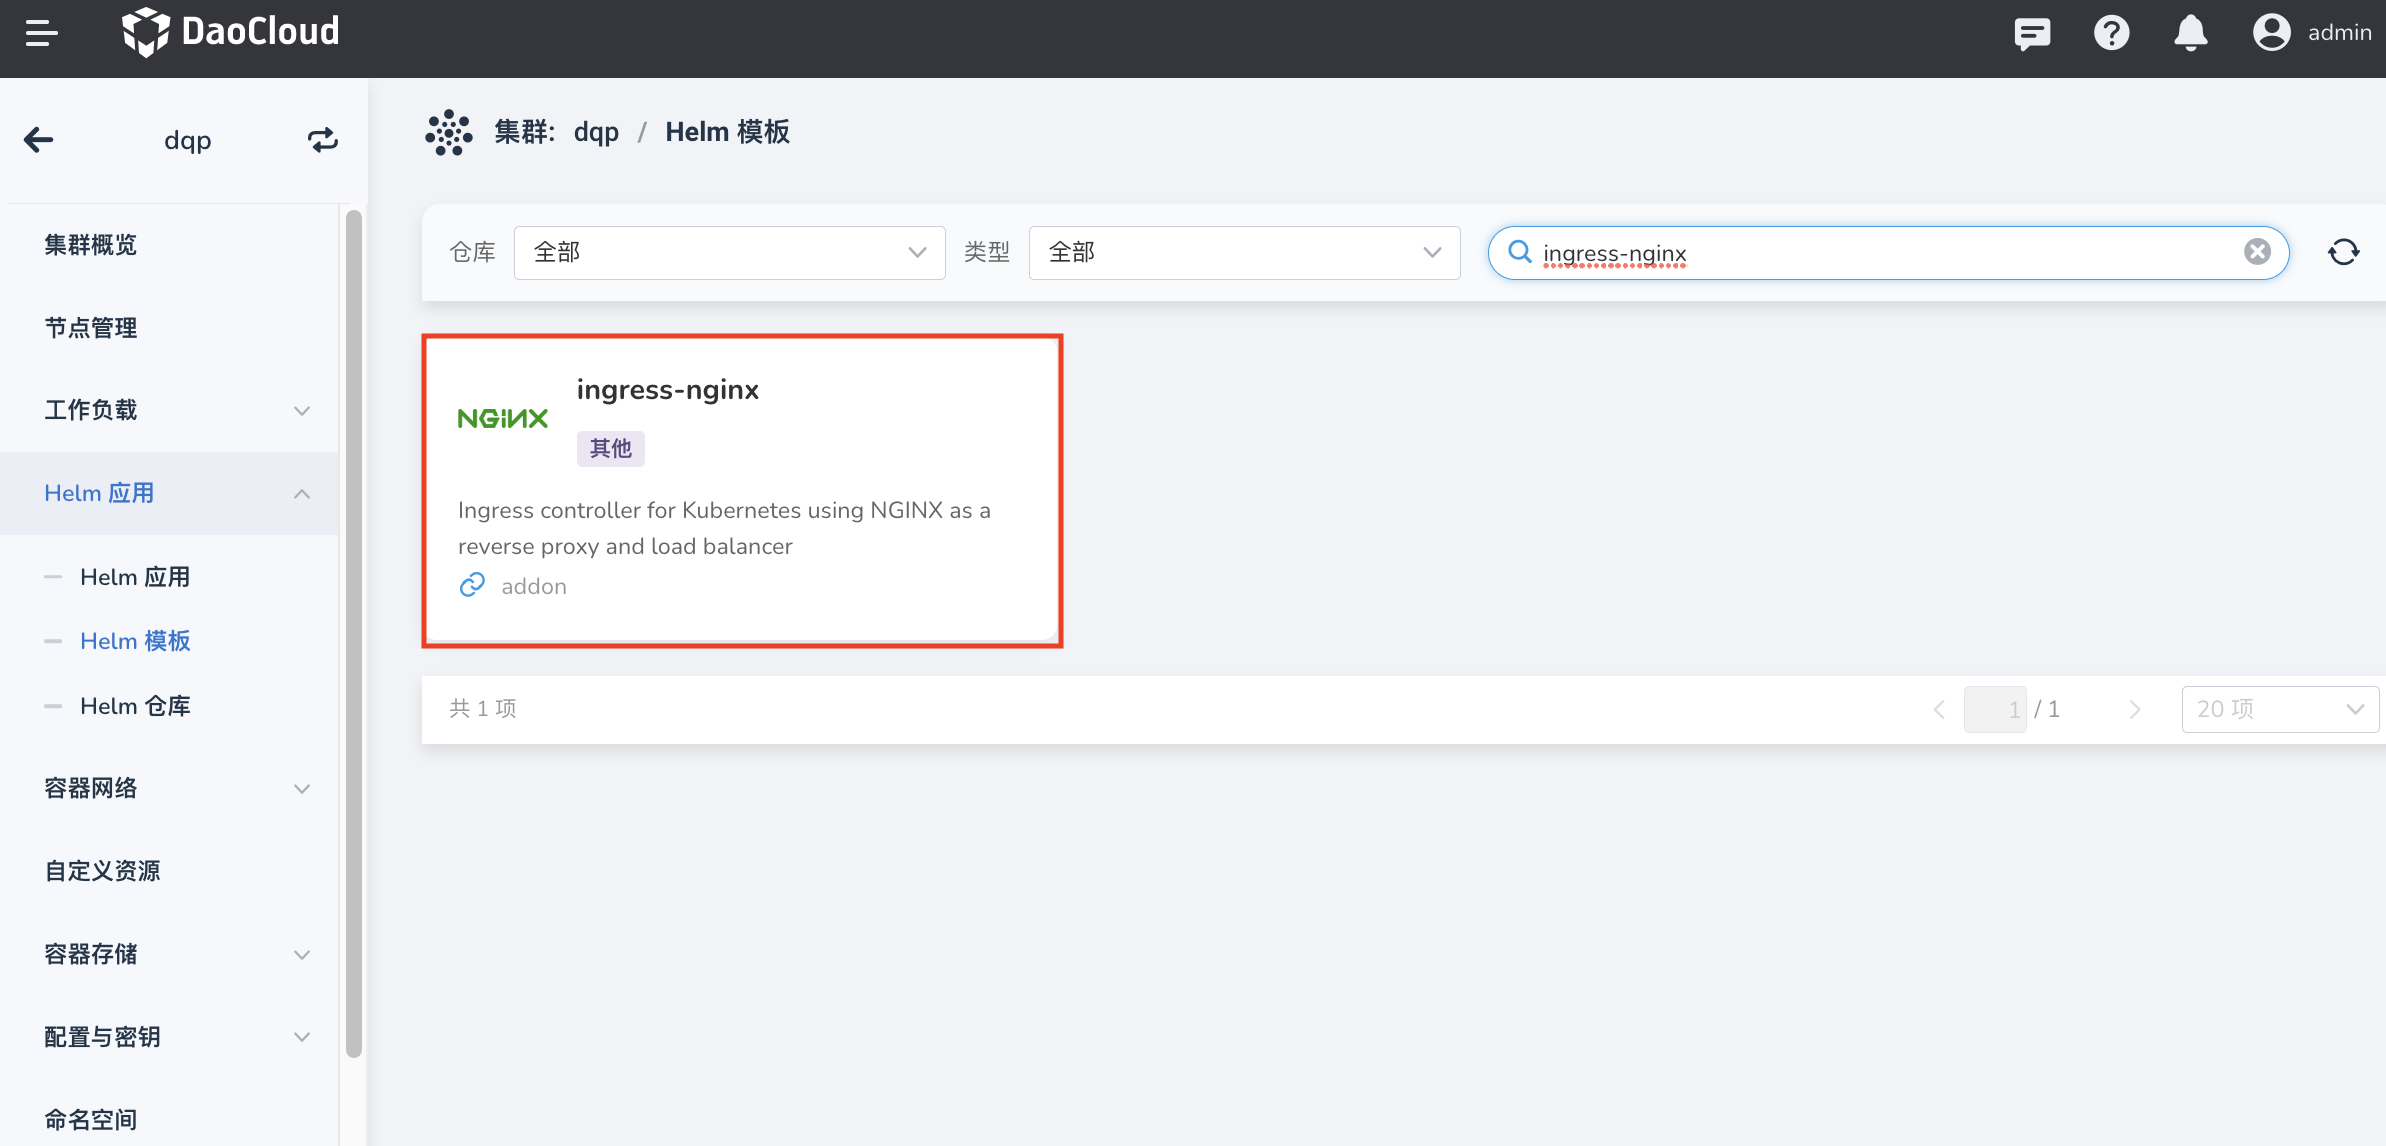 DaoCloud
admin
dqp
集群概览
节点管理
工作负载
Helm 应用
Helm 应用
Helm 模板
Helm 仓库
容器网络
自定义资源
容器存储
配置与密钥
命名空间
集群: dqp / Helm 模板
仓库 全部 类型 全部 ingress-nginx
NGINX
ingress-nginx
其他
Ingress controller for Kubernetes using NGINX as a
reverse proxy and load balancer
addon
共 1 项
1 / 1
20 项